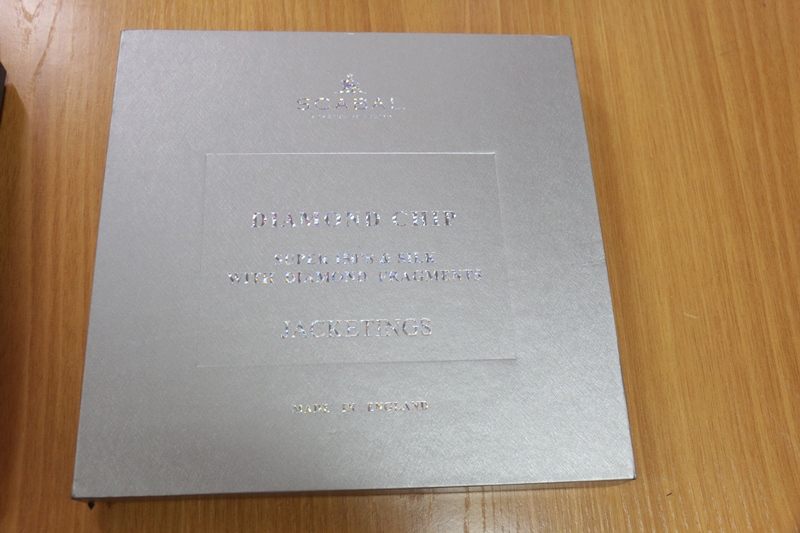 SCABAL
DIAMOND CHIP
SUPER 150'S & SILK
WITH DIAMOND FRAGMENTS
JACKETINGS
MADE IN ENGLAND